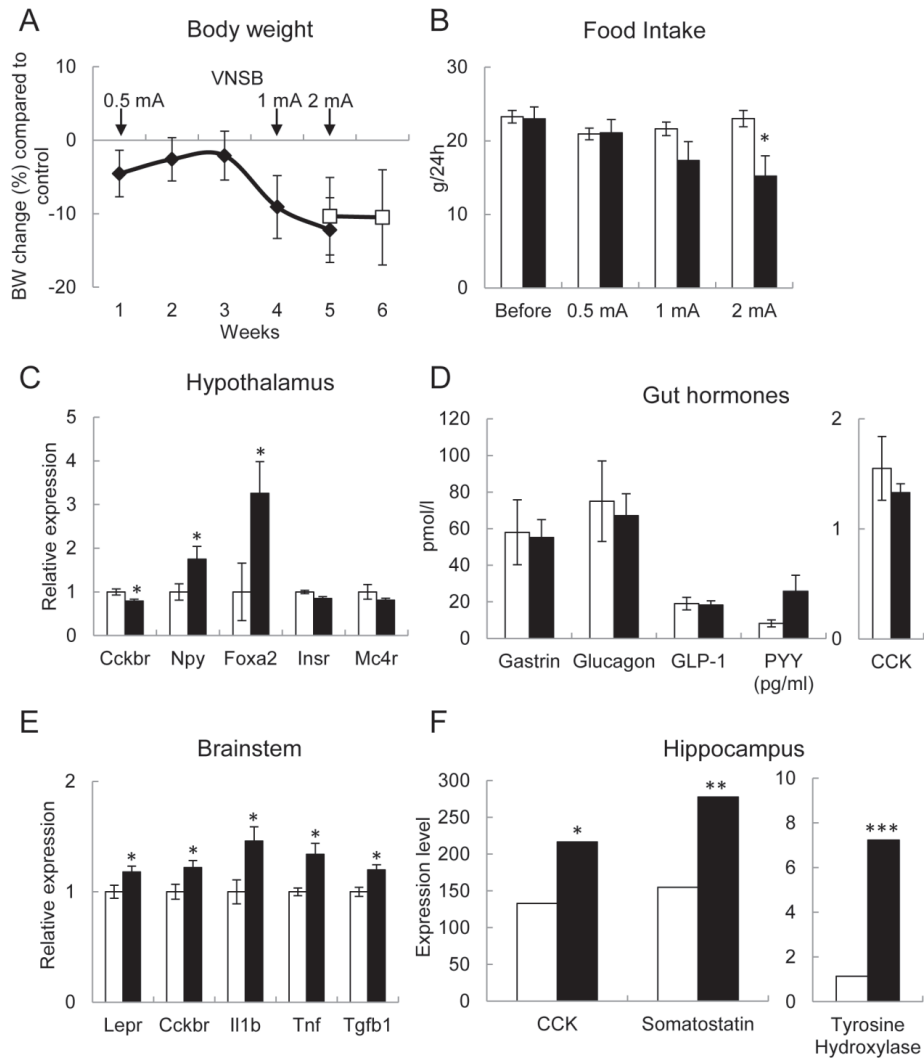 A
Body weight
BW change (%) compared to
control
10
0
-10
-20
VNSB
0.5 mA
1 mA
2 mA
1 2 3 4 5 6
Weeks
B
Food Intake
g/24h
30
20
10
0
*
Before 0.5 mA 1 mA 2 mA
C
Hypothalamus
Relative expression
5
4
3
2
1
0
* * *
Cckbr Npy Foxa2 Insr Mc4r
D
Gut hormones
pmol/l
120
100
80
60
40
20
0
Gastrin Glucagon GLP-1 PYY
(pg/ml)
2
1
0
CCK
E
Brainstem
Relative expression
2
1
0
* * * * *
Lepr Cckbr Il1b Tnf Tgfb1
F
Hippocampus
Expression level
300
250
200
150
100
50
0
* **
CCK Somatostatin
10
8
6
4
2
0
***
Tyrosine
Hydroxylase